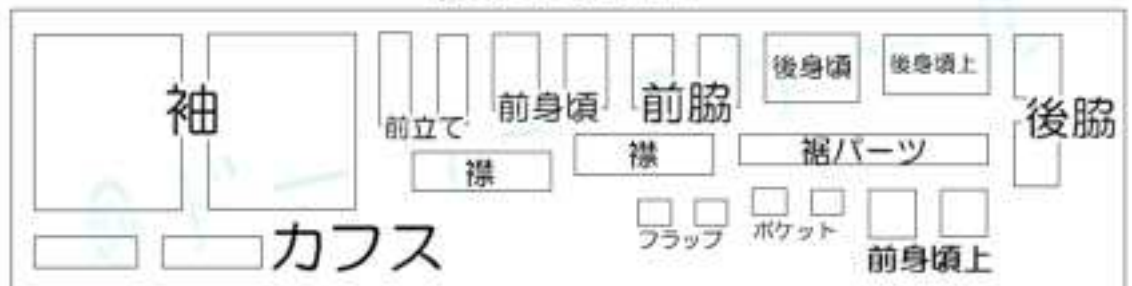 袖
前立て
前身頃
前脇
後身頃
後身頃上
後脇
襟
襟
裾パーツ
フラップ
ポケット
前身頃上
カフス